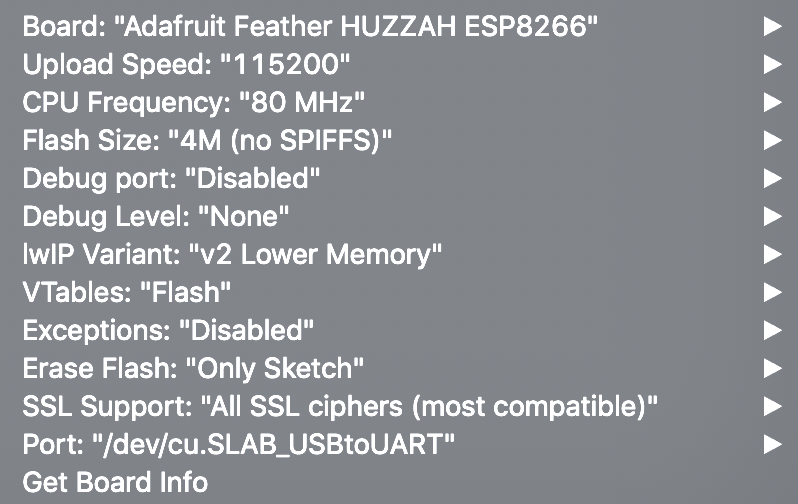 Board: "Adafruit Feather HUZZAH ESP8266"
Upload Speed: "115200"
CPU Frequency: "80 MHz"
Flash Size: "4M (no SPIFFS)"
Debug port: "Disabled"
Debug Level: "None"
lwIP Variant: "v2 Lower Memory"
VTables: "Flash"
Exceptions: "Disabled"
Erase Flash: "Only Sketch"
SSL Support: "All SSL ciphers (most compatible)"
Port: "/dev/cu.SLAB_USBtoUART"
Get Board Info